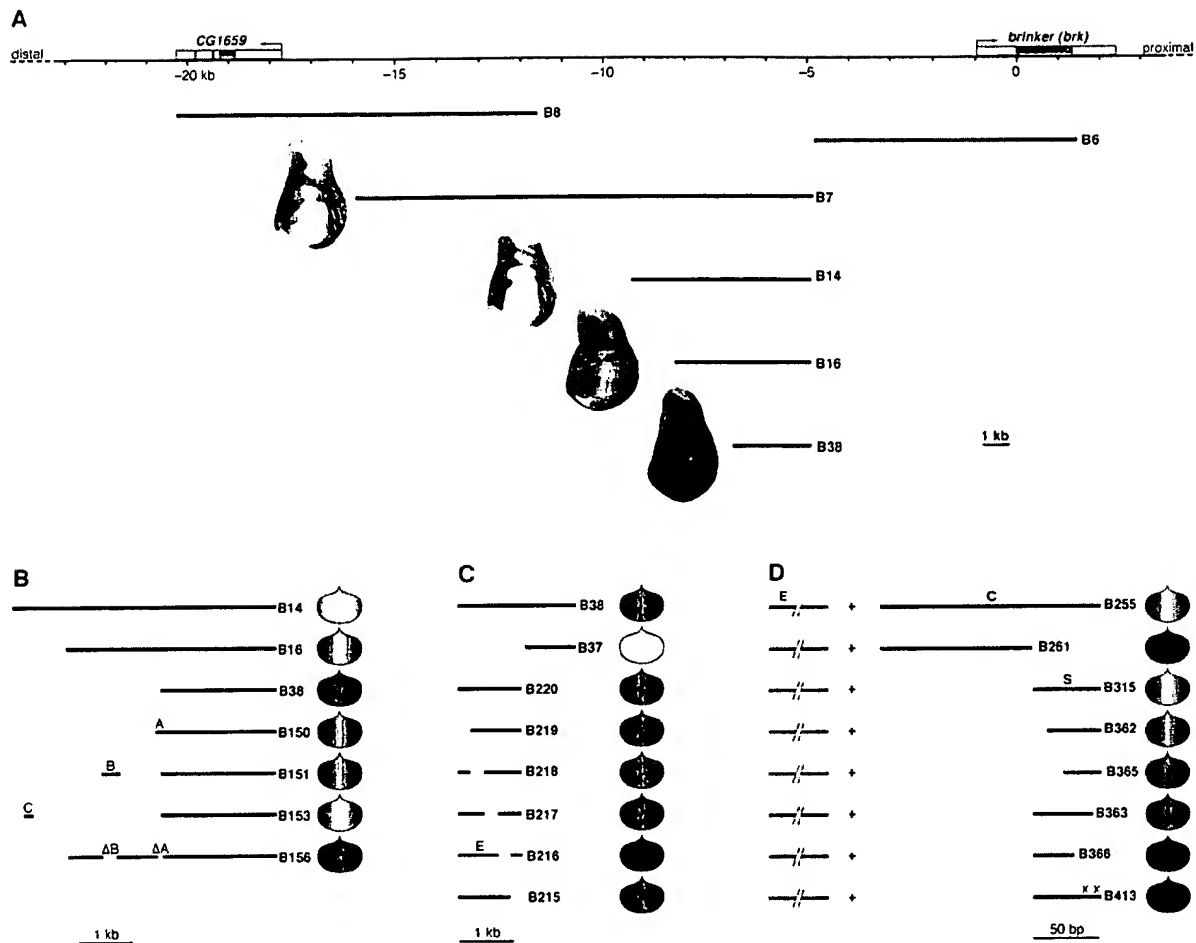 A
CG1659
brinker (brk)
distal
proximal
−20 kb
−15
−10
−5
0
B8
B6
B7
B14
B16
1 kb
B38
B
B14
B16
B38
A
B150
B
B151
C
B153
ΔB
ΔA
B156
1 kb
C
B38
B37
B220
B219
B218
B217
E
B216
B215
1 kb
D
E
+
C
B255
+
B261
+
S
B315
+
B362
+
B365
+
B363
+
B366
+
x x
B413
50 bp